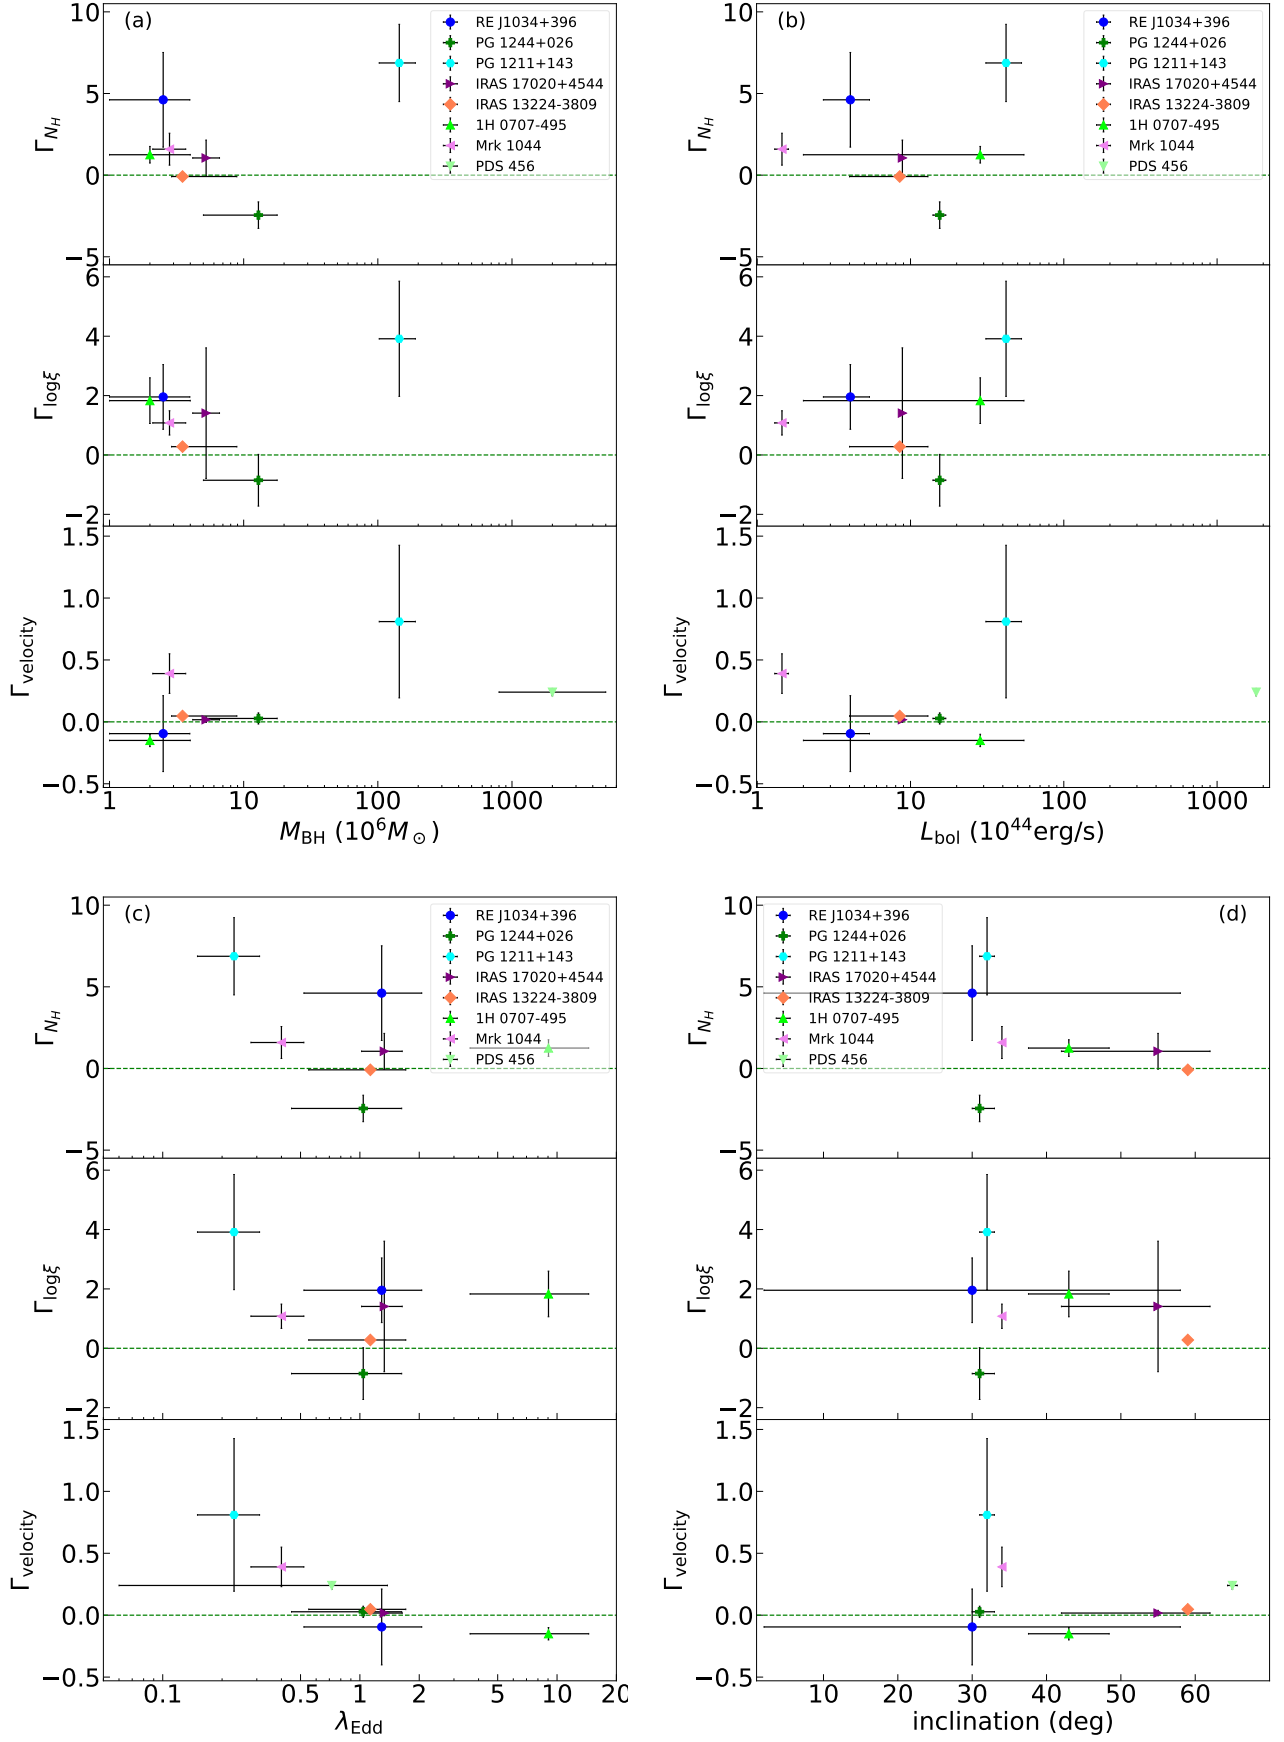 (a)
RE J1034+396
PG 1244+026
PG 1211+143
IRAS 17020+4544
IRAS 13224-3809
1H 0707-495
Mrk 1044
PDS 456
10
5
0
−5
Γ_{N_H}
6
4
2
0
−2
Γ_{logξ}
1.5
1.0
0.5
0.0
−0.5
Γ_{velocity}
1 10 100 1000
M_{BH} (10^6 M_⊙)
(b)
RE J1034+396
PG 1244+026
PG 1211+143
IRAS 17020+4544
IRAS 13224-3809
1H 0707-495
Mrk 1044
PDS 456
10
5
0
−5
Γ_{N_H}
6
4
2
0
−2
Γ_{logξ}
1.5
1.0
0.5
0.0
−0.5
Γ_{velocity}
1 10 100 1000
L_{bol} (10^{44}erg/s)
(c)
RE J1034+396
PG 1244+026
PG 1211+143
IRAS 17020+4544
IRAS 13224-3809
1H 0707-495
Mrk 1044
PDS 456
10
5
0
−5
Γ_{N_H}
6
4
2
0
−2
Γ_{logξ}
1.5
1.0
0.5
0.0
−0.5
Γ_{velocity}
0.1 0.5 1 5 10 20
λ_{Edd}
(d)
RE J1034+396
PG 1244+026
PG 1211+143
IRAS 17020+4544
IRAS 13224-3809
1H 0707-495
Mrk 1044
PDS 456
10
5
0
−5
Γ_{N_H}
6
4
2
0
−2
Γ_{logξ}
1.5
1.0
0.5
0.0
−0.5
Γ_{velocity}
10 20 30 40 50 60
inclination (deg)